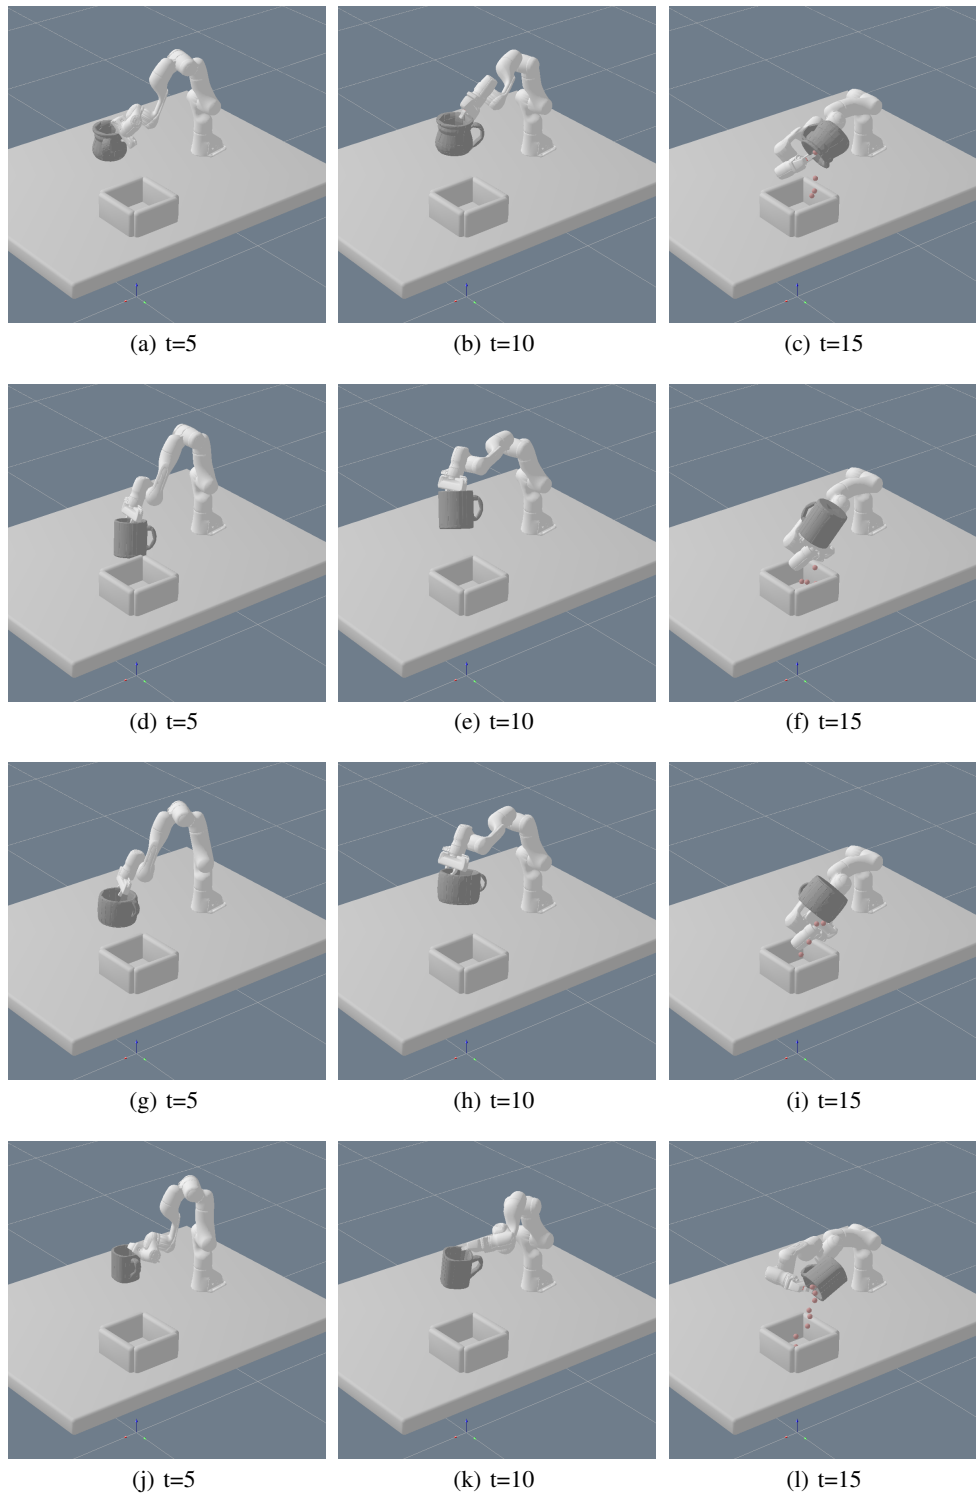 (a) t=5 (b) t=10 (c) t=15
(d) t=5 (e) t=10 (f) t=15
(g) t=5 (h) t=10 (i) t=15
(j) t=5 (k) t=10 (l) t=15